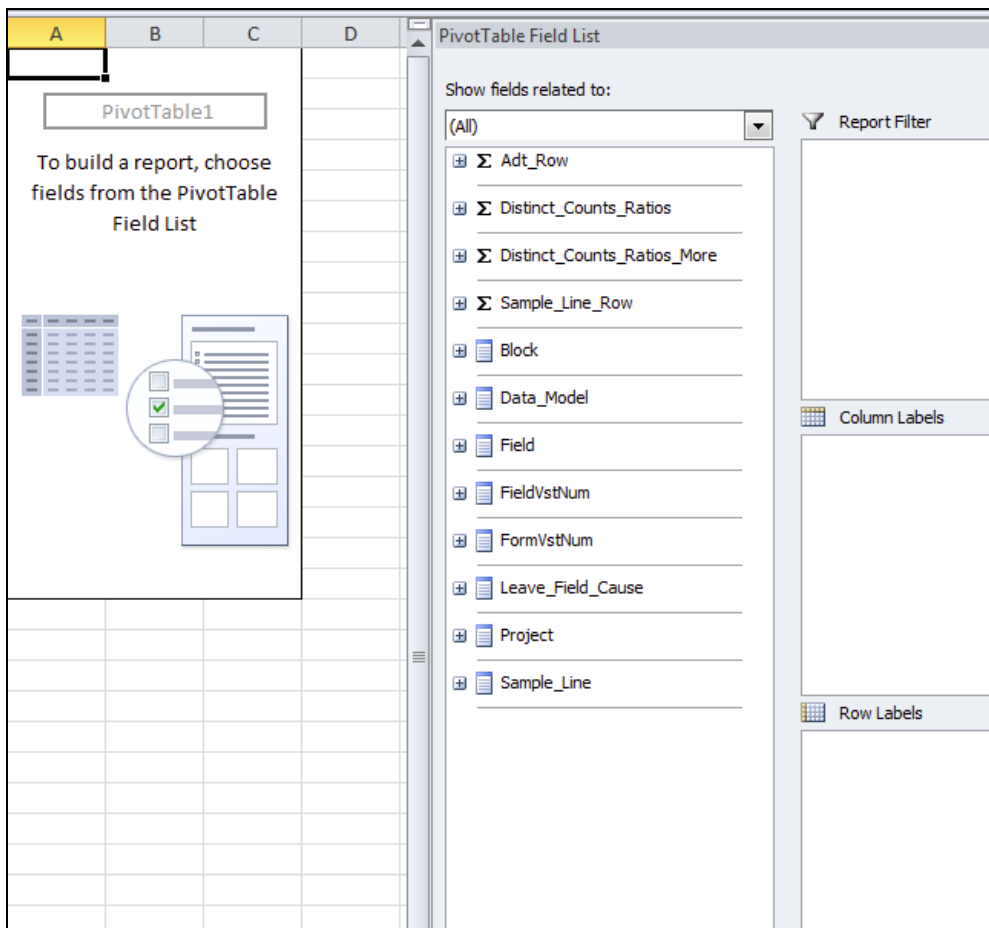 A B C D
PivotTable1
To build a report, choose
fields from the PivotTable
Field List
PivotTable Field List
Show fields related to:
(All)
Σ Adt_Row
Σ Distinct_Counts_Ratios
Σ Distinct_Counts_Ratios_More
Σ Sample_Line_Row
Block
Data_Model
Field
FieldVstNum
FormVstNum
Leave_Field_Cause
Project
Sample_Line
Report Filter
Column Labels
Row Labels